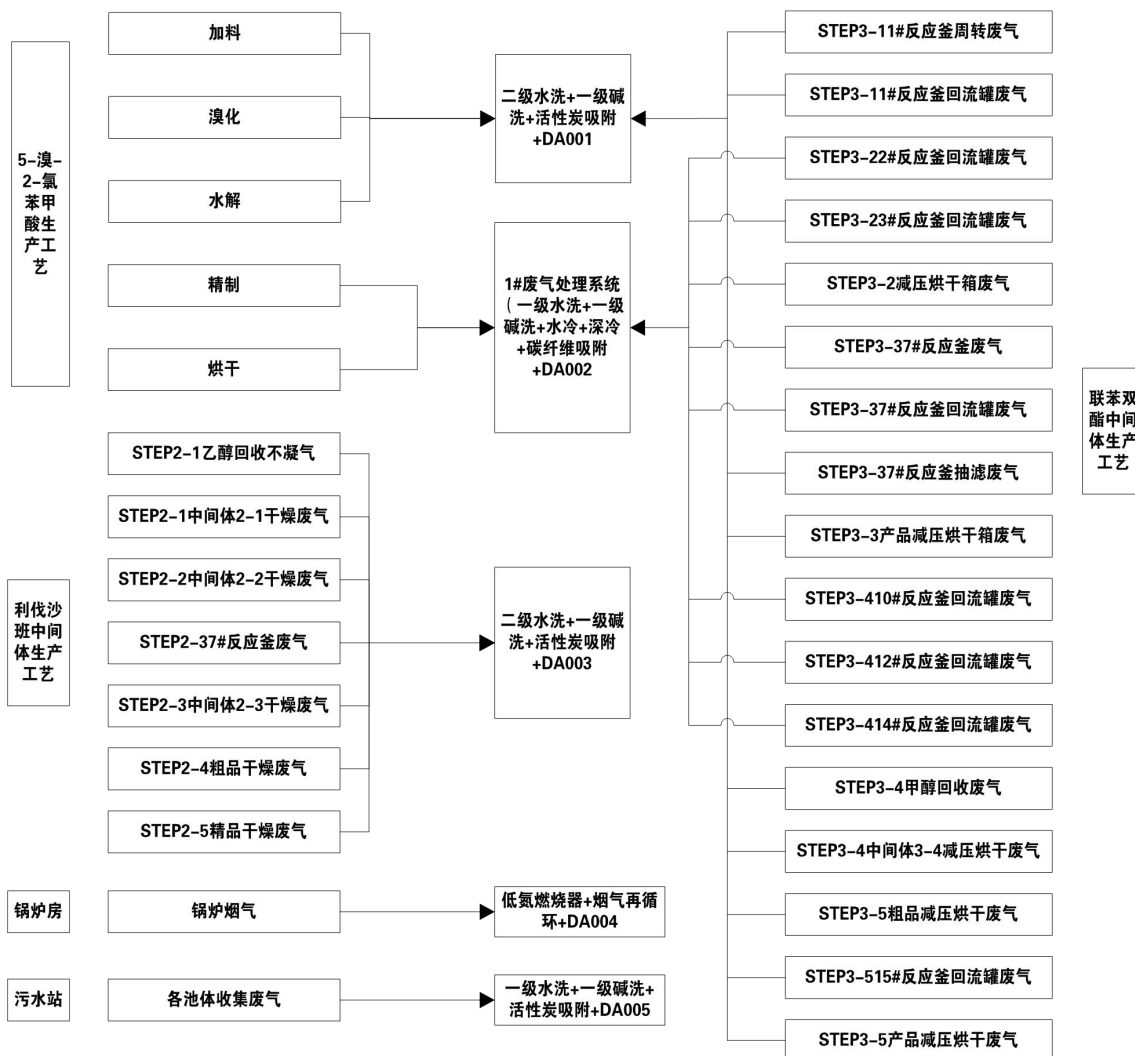 5-溴-
2-氯
苯甲
酸生
产工
艺
加料
溴化
水解
精制
烘干
二级水洗+一级碱
洗+活性炭吸附
+DA001
1#废气处理系统
（一级水洗+一级
碱洗+水冷+深冷
+碳纤维吸附
+DA002
利伐沙
班中间
体生产
工艺
STEP2-1乙醇回收不凝气
STEP2-1中间体2-1干燥废气
STEP2-2中间体2-2干燥废气
STEP2-37#反应釜废气
STEP2-3中间体2-3干燥废气
STEP2-4粗品干燥废气
STEP2-5精品干燥废气
二级水洗+一级碱
洗+活性炭吸附
+DA003
锅炉房
锅炉烟气
低氮燃烧器+烟气再循
环+DA004
污水站
各池体收集废气
一级水洗+一级碱洗+
活性炭吸附+DA005
STEP3-11#反应釜周转废气
STEP3-11#反应釜回流罐废气
STEP3-22#反应釜回流罐废气
STEP3-23#反应釜回流罐废气
STEP3-2减压烘干箱废气
STEP3-37#反应釜废气
STEP3-37#反应釜回流罐废气
STEP3-37#反应釜抽滤废气
STEP3-3产品减压烘干箱废气
STEP3-410#反应釜回流罐废气
STEP3-412#反应釜回流罐废气
STEP3-414#反应釜回流罐废气
STEP3-4甲醇回收废气
STEP3-4中间体3-4减压烘干废气
STEP3-5粗品减压烘干废气
STEP3-515#反应釜回流罐废气
STEP3-5产品减压烘干废气
联苯双
酯中间
体生产
工艺